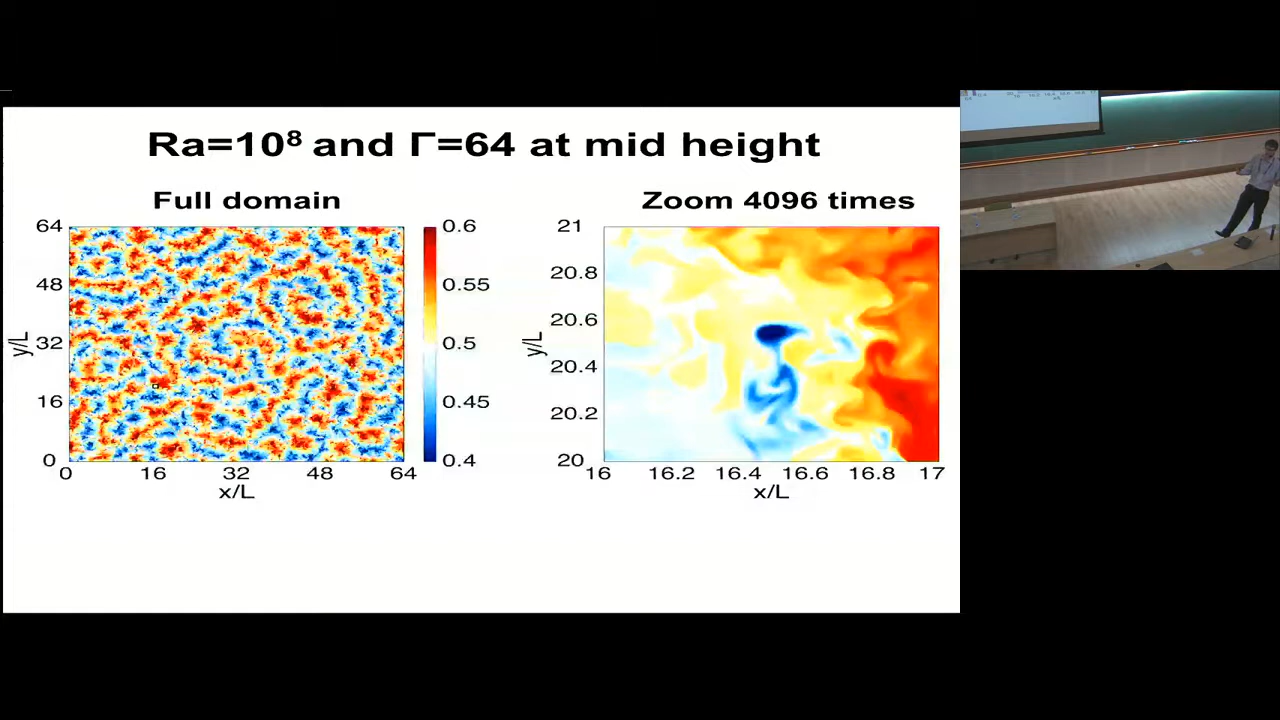 Ra=10⁸ and Γ=64 at mid height
Full domain
Zoom 4096 times
64
48
32
16
0
y/L
0 16 32 48 64
x/L
0.6
0.55
0.5
0.45
0.4
21
20.8
20.6
20.4
20.2
20
y/L
16 16.2 16.4 16.6 16.8 17
x/L